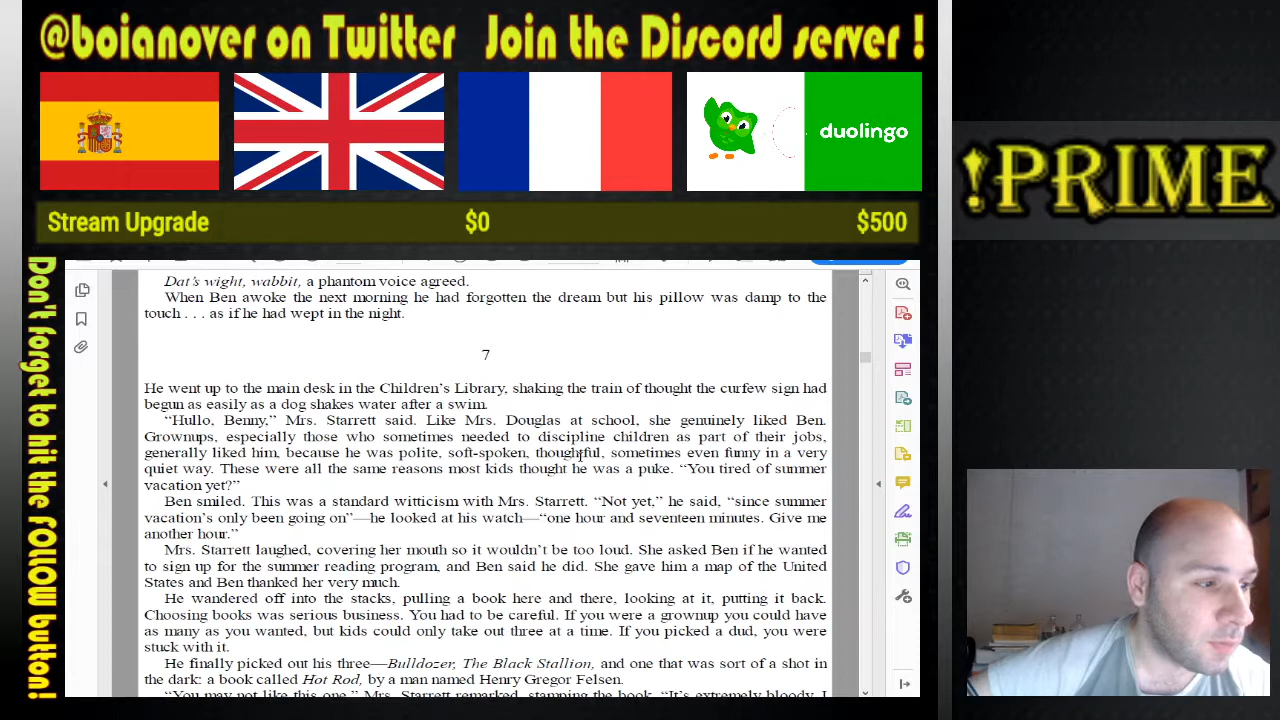 @boianover on Twitter Join the Discord server !
duolingo
!PRIME
Stream Upgrade $0 $500
Don't forget to hit the FOLLOW button!
Dat's wight, wabbit, a phantom voice agreed.
When Ben awoke the next morning he had forgotten the dream but his pillow was damp to the
touch . . . as if he had wept in the night.
7
He went up to the main desk in the Children's Library, shaking the train of thought the curfew sign had
begun as easily as a dog shakes water after a swim.
“Hullo, Benny,” Mrs. Starrett said. Like Mrs. Douglas at school, she genuinely liked Ben.
Grownups, especially those who sometimes needed to discipline children as part of their jobs,
generally liked him, because he was polite, soft-spoken, thoughtful, sometimes even funny in a very
quiet way. These were all the same reasons most kids thought he was a puke. “You tired of summer
vacation yet?”
Ben smiled. This was a standard witticism with Mrs. Starrett. “Not yet,” he said, “since summer
vacation's only been going on”—he looked at his watch—“one hour and seventeen minutes. Give me
another hour.”
Mrs. Starrett laughed, covering her mouth so it wouldn't be too loud. She asked Ben if he wanted
to sign up for the summer reading program, and Ben said he did. She gave him a map of the United
States and Ben thanked her very much.
He wandered off into the stacks, pulling a book here and there, looking at it, putting it back.
Choosing books was serious business. You had to be careful. If you were a grownup you could have
as many as you wanted, but kids could only take out three at a time. If you picked a dud, you were
stuck with it.
He finally picked out his three—Bulldozer, The Black Stallion, and one that was sort of a shot in
the dark: a book called Hot Rod, by a man named Henry Gregor Felsen.
“You may not like this one,” Mrs. Starrett remarked, stamping the book. “It's extremely bloody. I